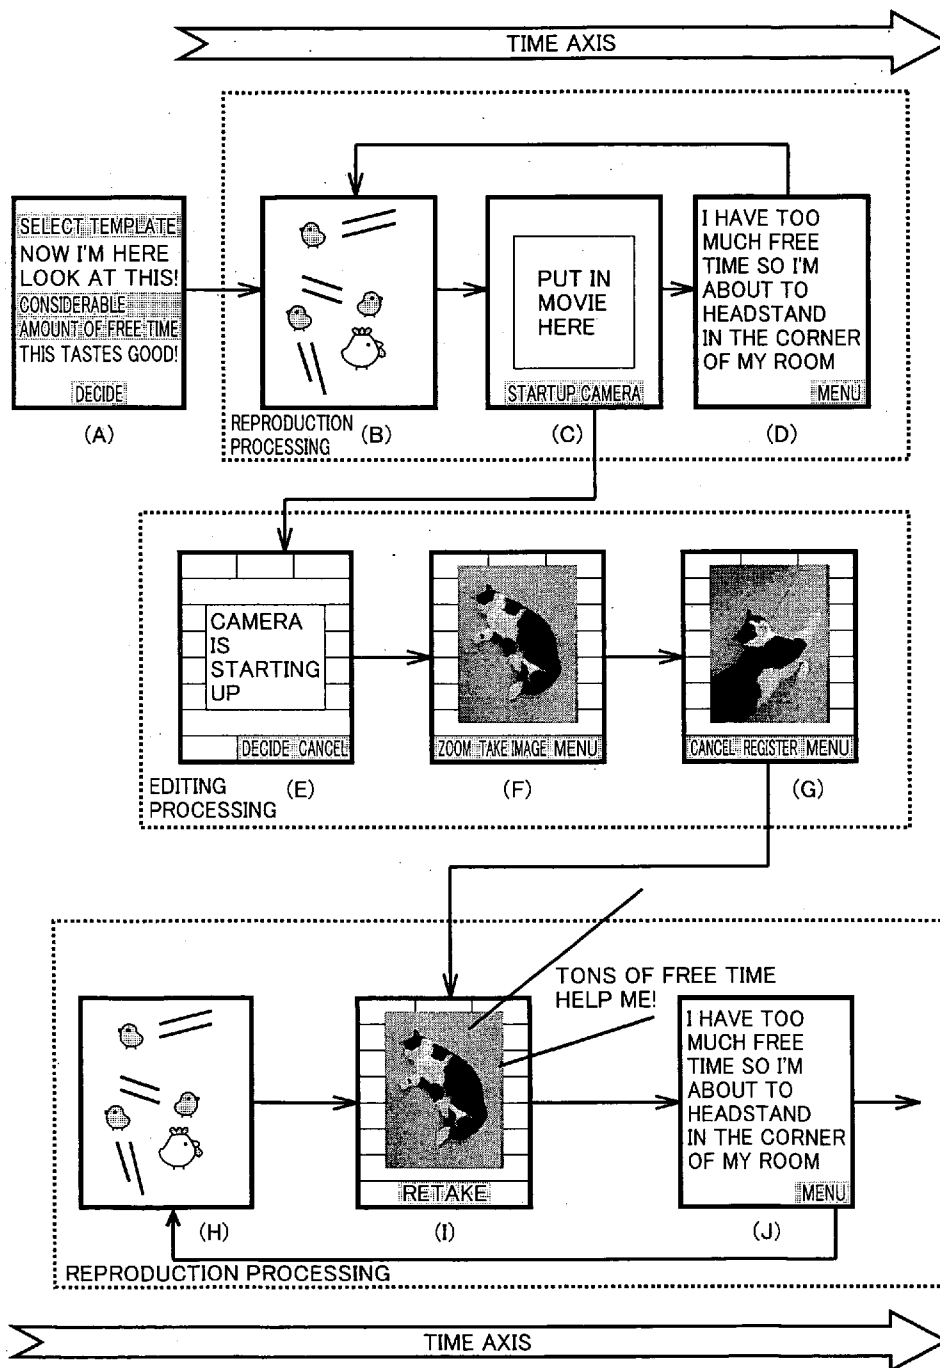 TIME AXIS
SELECT TEMPLATE
NOW I'M HERE
LOOK AT THIS!
CONSIDERABLE
AMOUNT OF FREE TIME
THIS TASTES GOOD!
DECIDE
(A)
(B)
PUT IN
MOVIE
HERE
STARTUP CAMERA
(C)
I HAVE TOO
MUCH FREE
TIME SO I'M
ABOUT TO
HEADSTAND
IN THE CORNER
OF MY ROOM
MENU
(D)
REPRODUCTION
PROCESSING
CAMERA
IS
STARTING
UP
DECIDE CANCEL
(E)
ZOOM TAKE IMAGE MENU
(F)
CANCEL REGISTER MENU
(G)
EDITING
PROCESSING
TONS OF FREE TIME
HELP ME!
(H)
RETAKE
(I)
I HAVE TOO
MUCH FREE
TIME SO I'M
ABOUT TO
HEADSTAND
IN THE CORNER
OF MY ROOM
MENU
(J)
REPRODUCTION PROCESSING
TIME AXIS